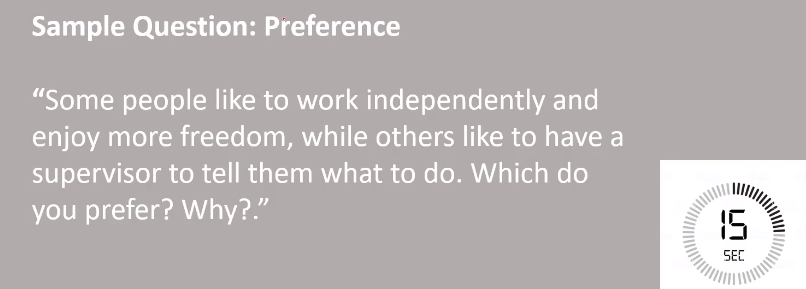 Sample Question: Preference
“Some people like to work independently and
enjoy more freedom, while others like to have a
supervisor to tell them what to do. Which do
you prefer? Why?.”
15
SEC